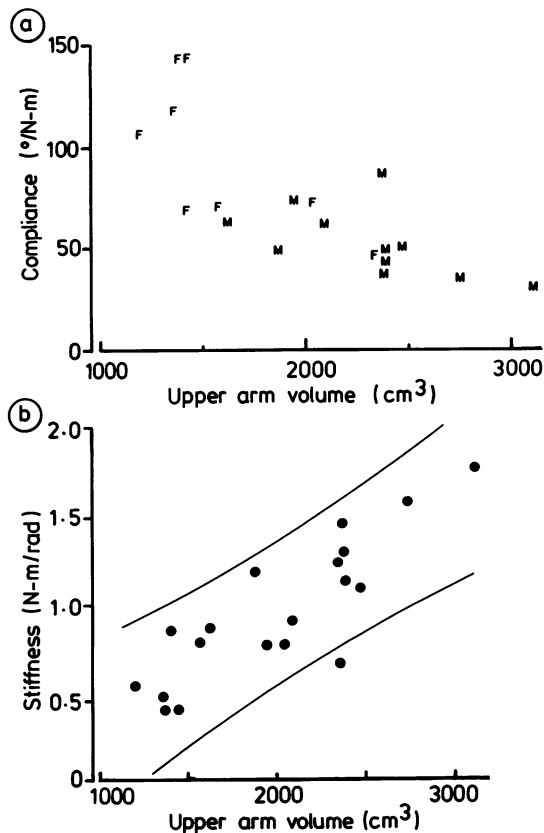 a
150
100
50
0
Compliance (°/N-m)
F F
F
F
F F
M
M
M
F
M
M
F
M
M
M
M
M
M
1000 2000 3000
Upper arm volume (cm³)
b
2.0
1.5
1.0
0.5
0
Stiffness (N-m/rad)
1000 2000 3000
Upper arm volume (cm³)